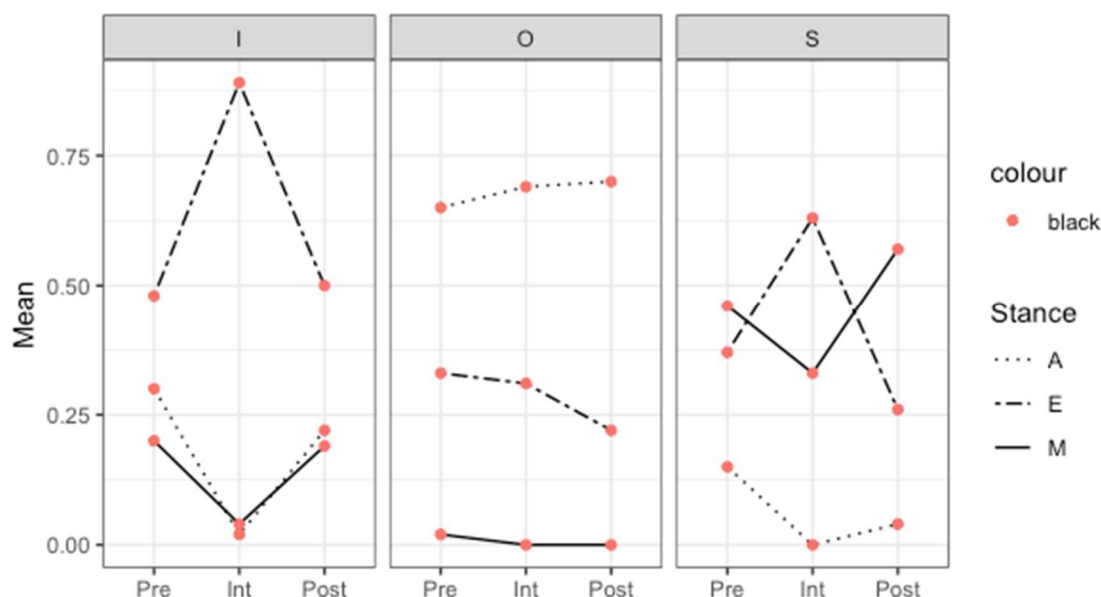 I O S
Mean
0.75
0.50
0.25
0.00
Pre Int Post Pre Int Post Pre Int Post
colour
black
Stance
A
E
M